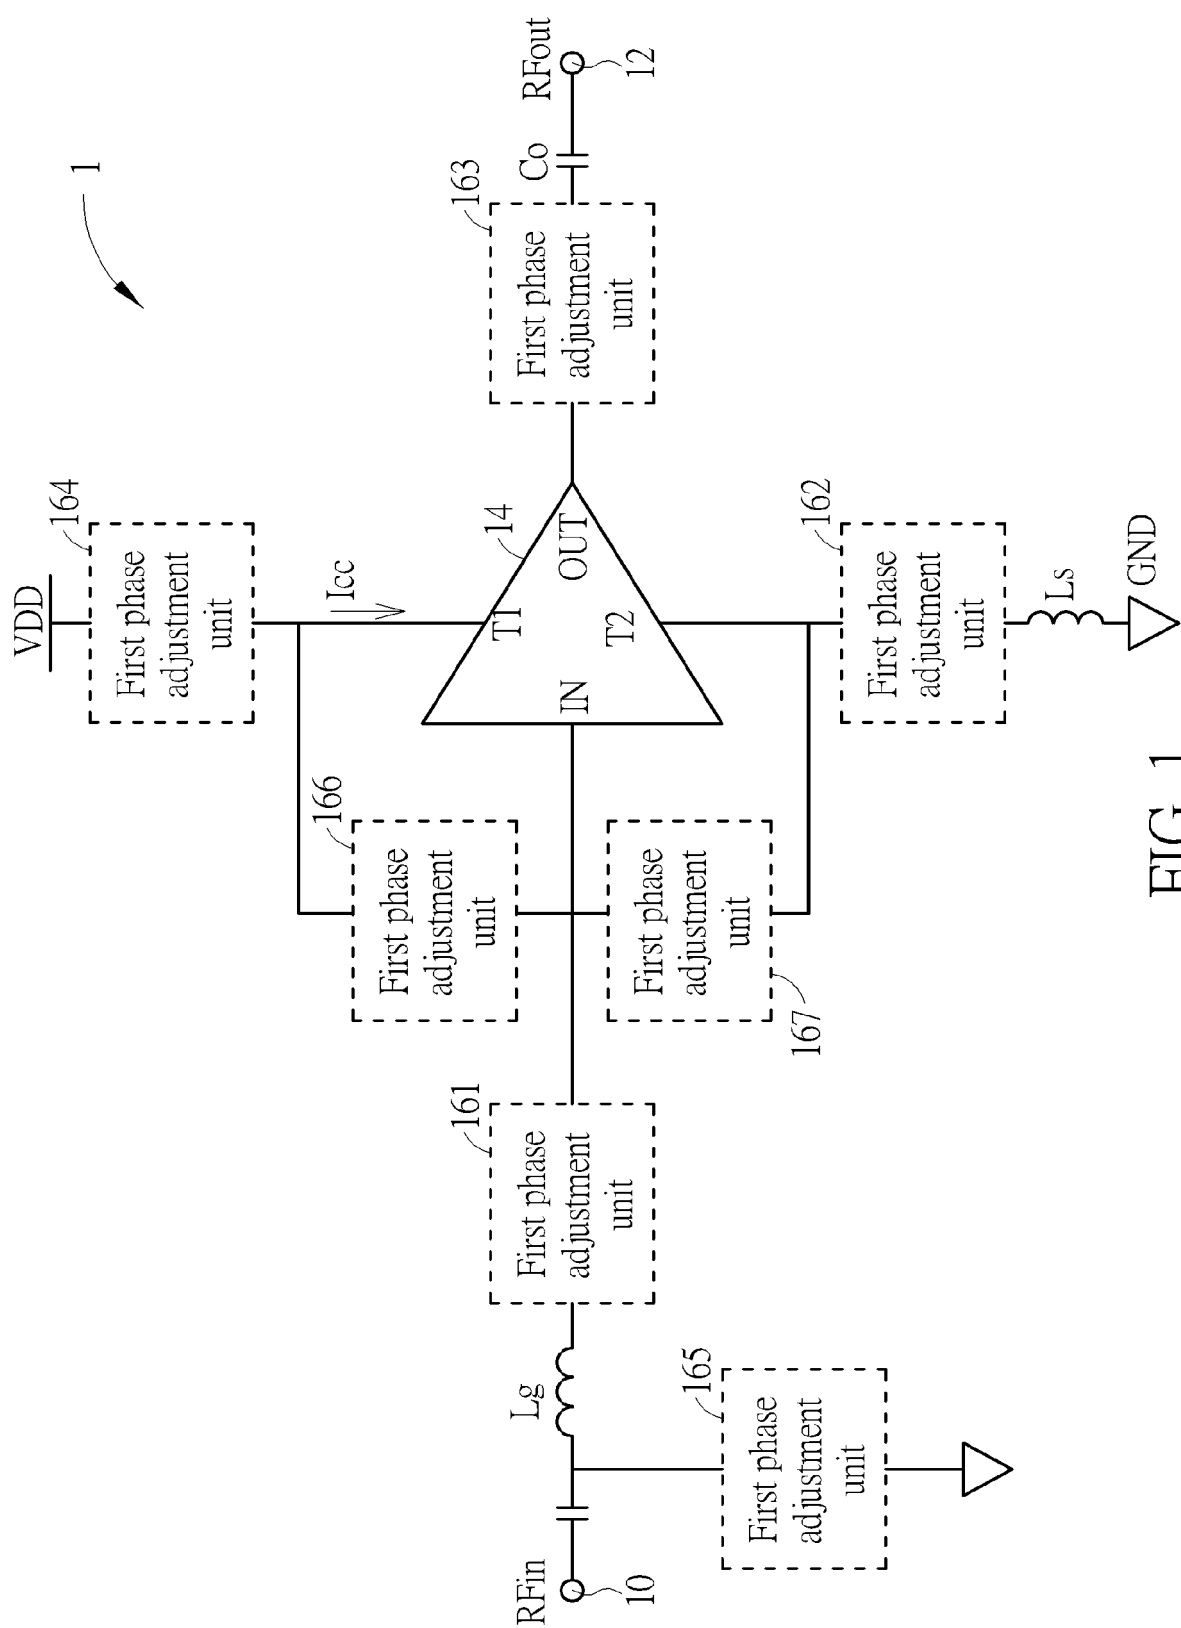 1
VDD
164
First phase
adjustment
unit
Icc
166
First phase
adjustment
unit
RFin
10
Lg
165
First phase
adjustment
unit
161
First phase
adjustment
unit
167
First phase
adjustment
unit
14
T1
IN
OUT
T2
163
First phase
adjustment
unit
Co
RFout
12
162
First phase
adjustment
unit
Ls
GND
FIG. 1